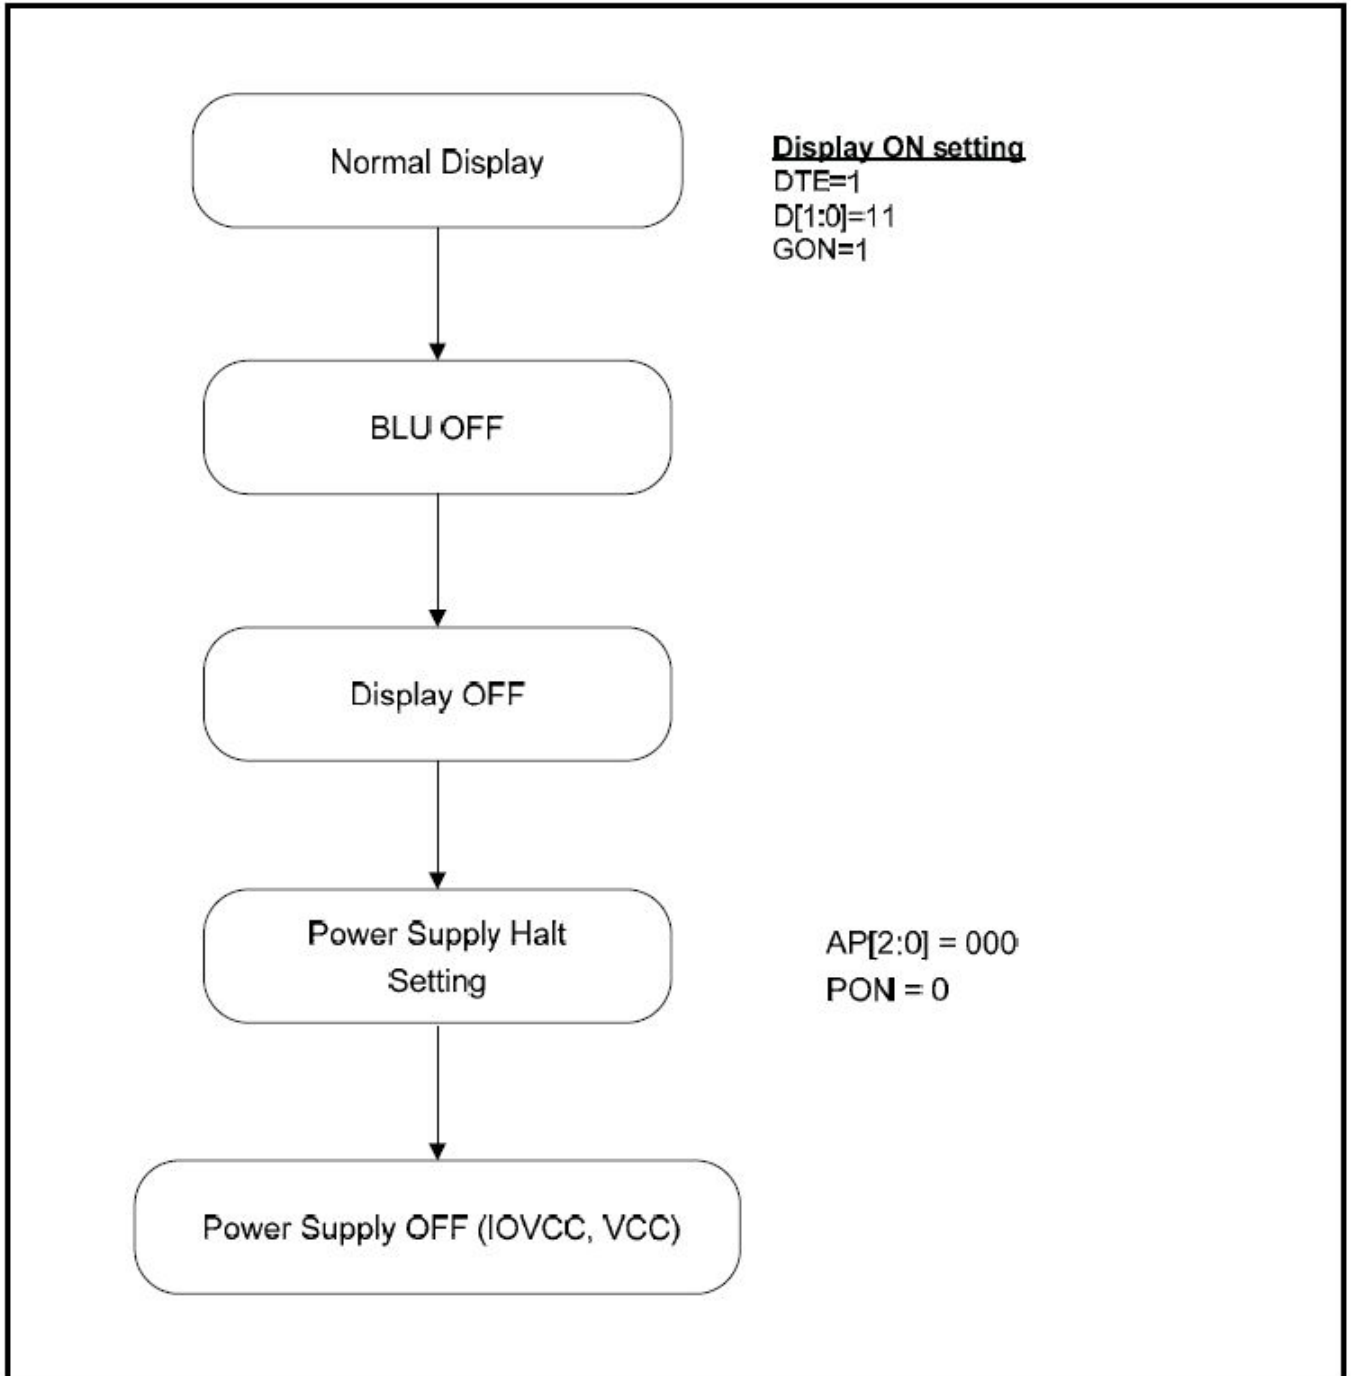 Normal Display
Display ON setting
DTE=1
D[1:0]=11
GON=1
BLU OFF
Display OFF
Power Supply Halt
Setting
AP[2:0] = 000
PON = 0
Power Supply OFF (IOVCC, VCC)